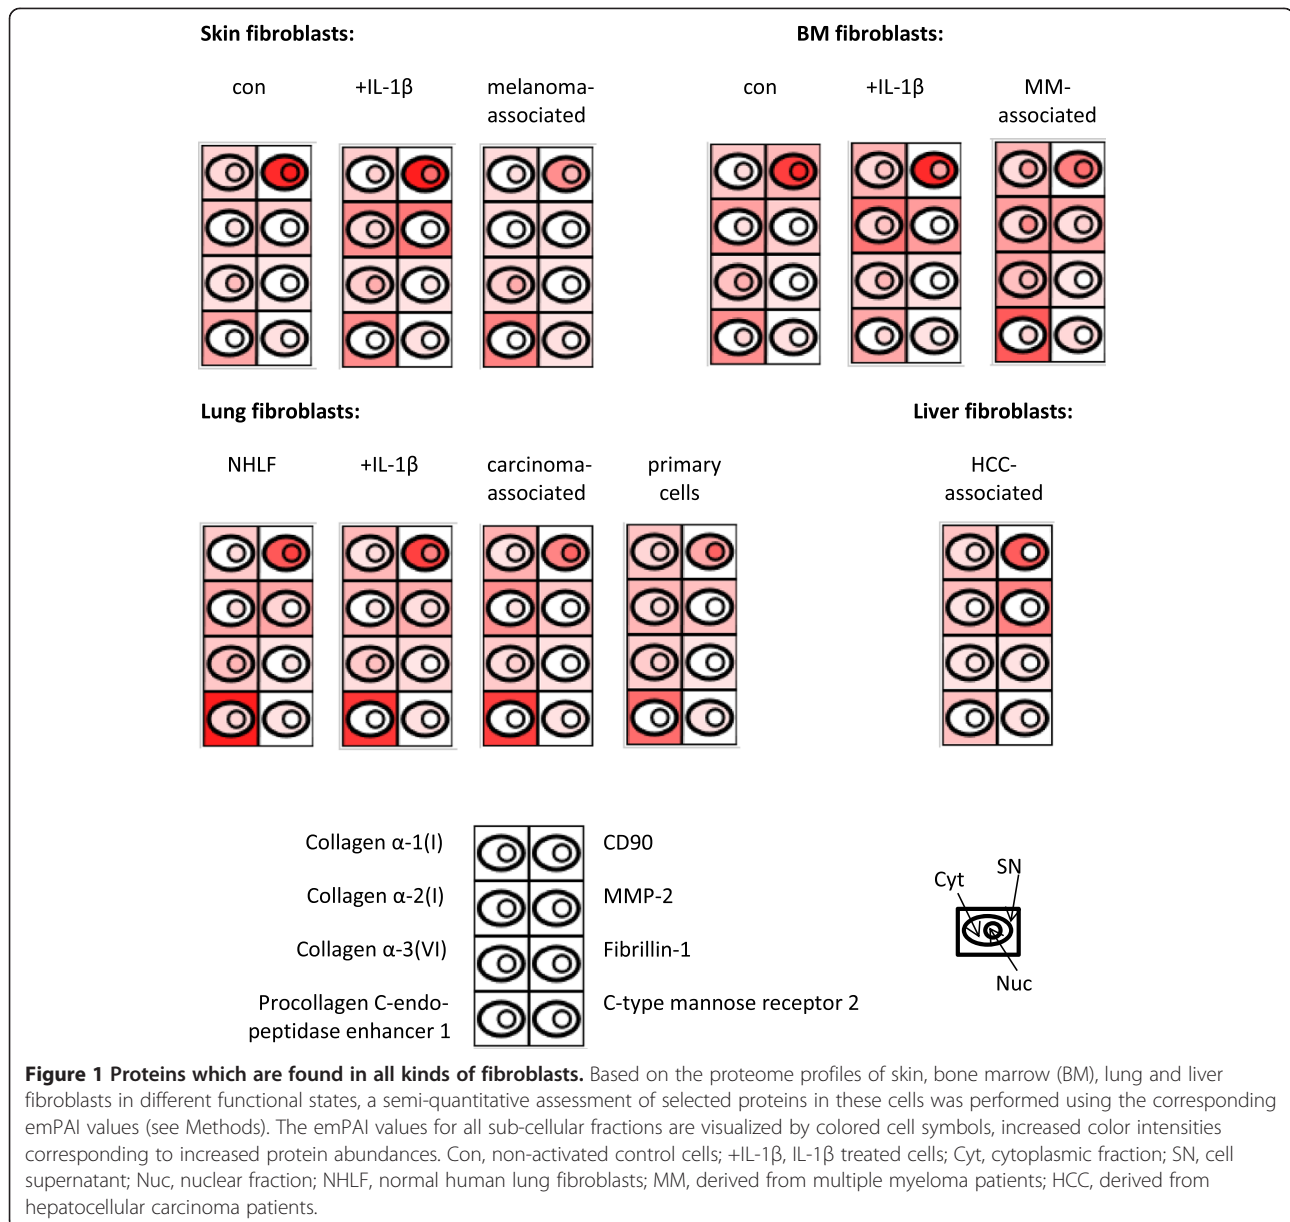 Skin fibroblasts:
BM fibroblasts:
con
+IL-1β
melanoma-
associated
con
+IL-1β
MM-
associated
Lung fibroblasts:
Liver fibroblasts:
NHLF
+IL-1β
carcinoma-
associated
primary
cells
HCC-
associated
Collagen α-1(I)
CD90
Collagen α-2(I)
MMP-2
Collagen α-3(VI)
Fibrillin-1
Procollagen C-endo-
peptidase enhancer 1
C-type mannose receptor 2
Cyt
SN
Nuc
Figure 1 Proteins which are found in all kinds of fibroblasts. Based on the proteome profiles of skin, bone marrow (BM), lung and liver
fibroblasts in different functional states, a semi-quantitative assessment of selected proteins in these cells was performed using the corresponding
emPAI values (see Methods). The emPAI values for all sub-cellular fractions are visualized by colored cell symbols, increased color intensities
corresponding to increased protein abundances. Con, non-activated control cells; +IL-1β, IL-1β treated cells; Cyt, cytoplasmic fraction; SN, cell
supernatant; Nuc, nuclear fraction; NHLF, normal human lung fibroblasts; MM, derived from multiple myeloma patients; HCC, derived from
hepatocellular carcinoma patients.